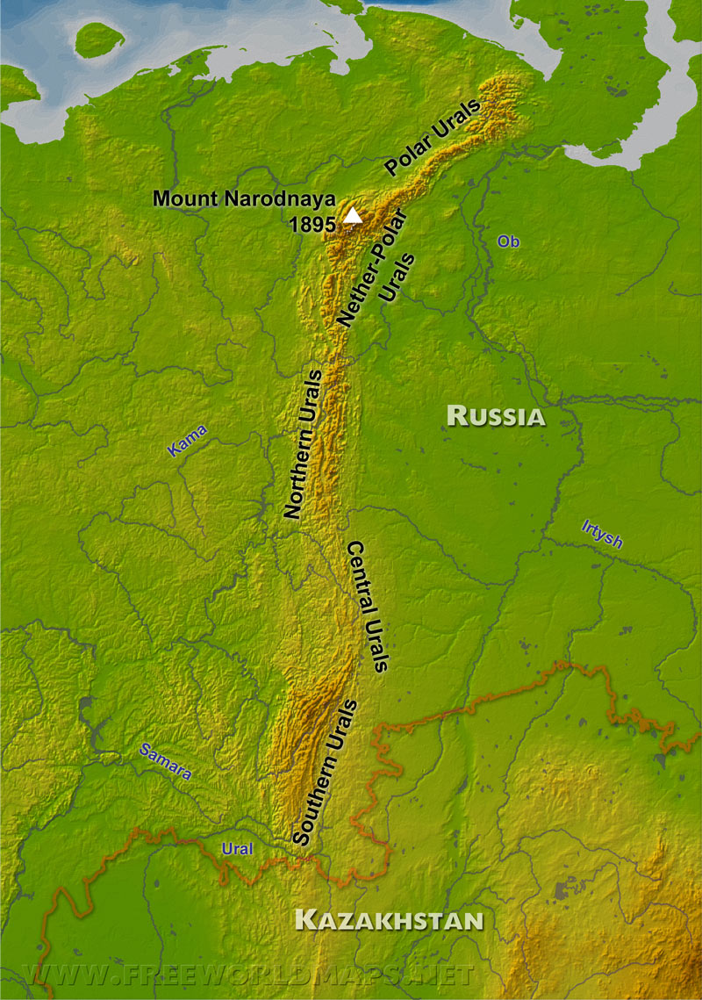 Polar Urals
Mount Narodnaya
1895
Ob
Nether-Polar
Urals
Northern Urals
RUSSIA
Kama
Irtysh
Central Urals
Southern Urals
Samara
Ural
KAZAKHSTAN
WWW.FREEWORLDMAPS.NET